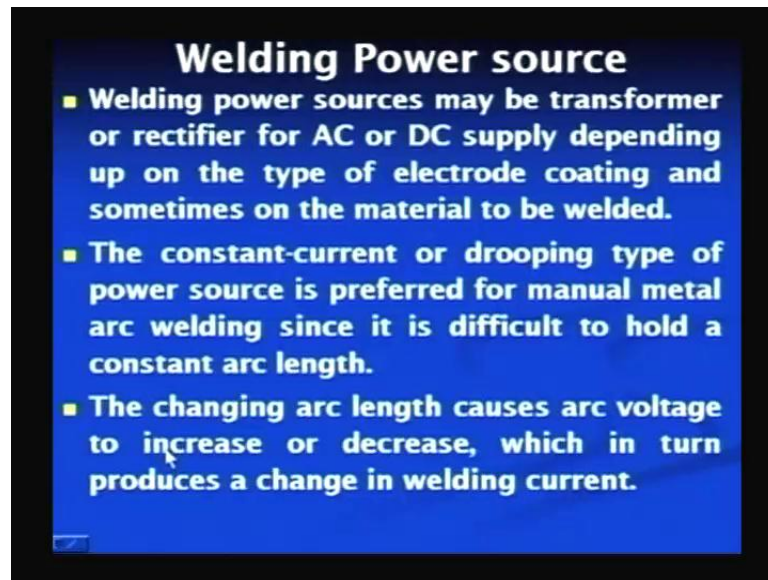 Welding Power source
Welding power sources may be transformer
or rectifier for AC or DC supply depending
up on the type of electrode coating and
sometimes on the material to be welded.
The constant-current or drooping type of
power source is preferred for manual metal
arc welding since it is difficult to hold a
constant arc length.
The changing arc length causes arc voltage
to increase or decrease, which in turn
produces a change in welding current.